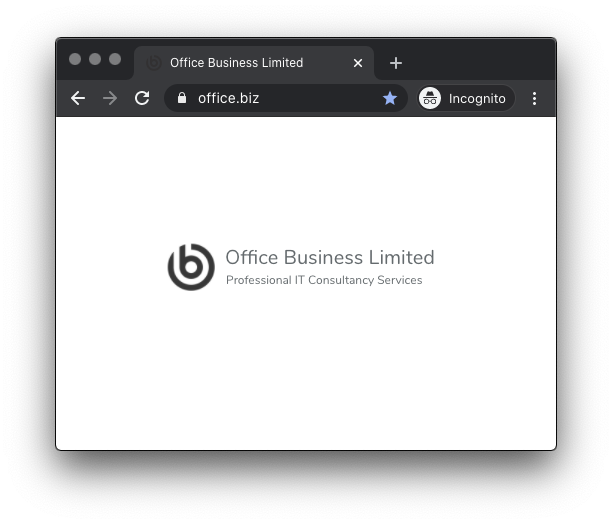 Office Business Limited
office.biz
Incognito
Office Business Limited
Professional IT Consultancy Services